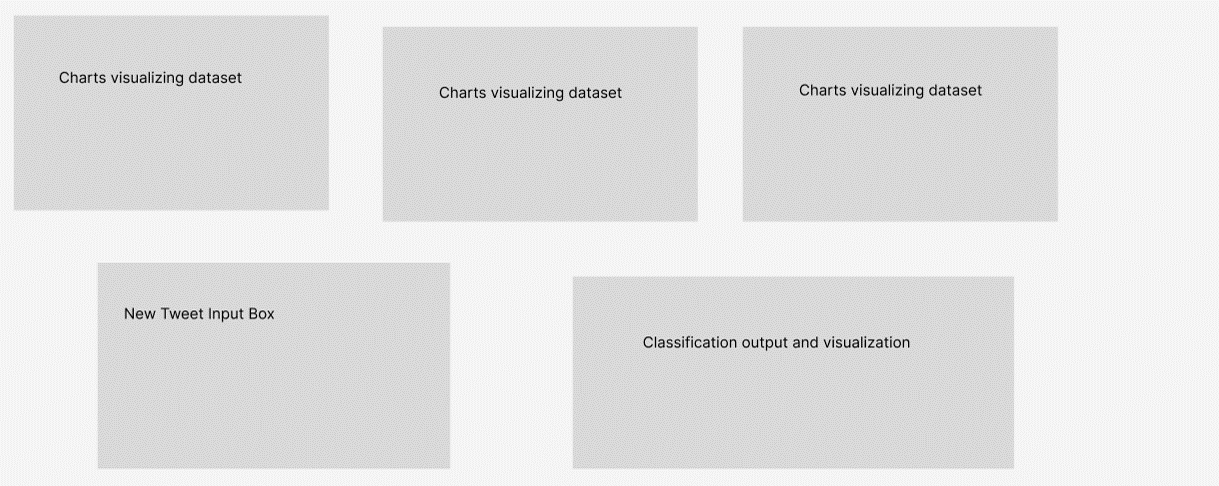 Charts visualizing dataset
Charts visualizing dataset
Charts visualizing dataset
New Tweet Input Box
Classification output and visualization